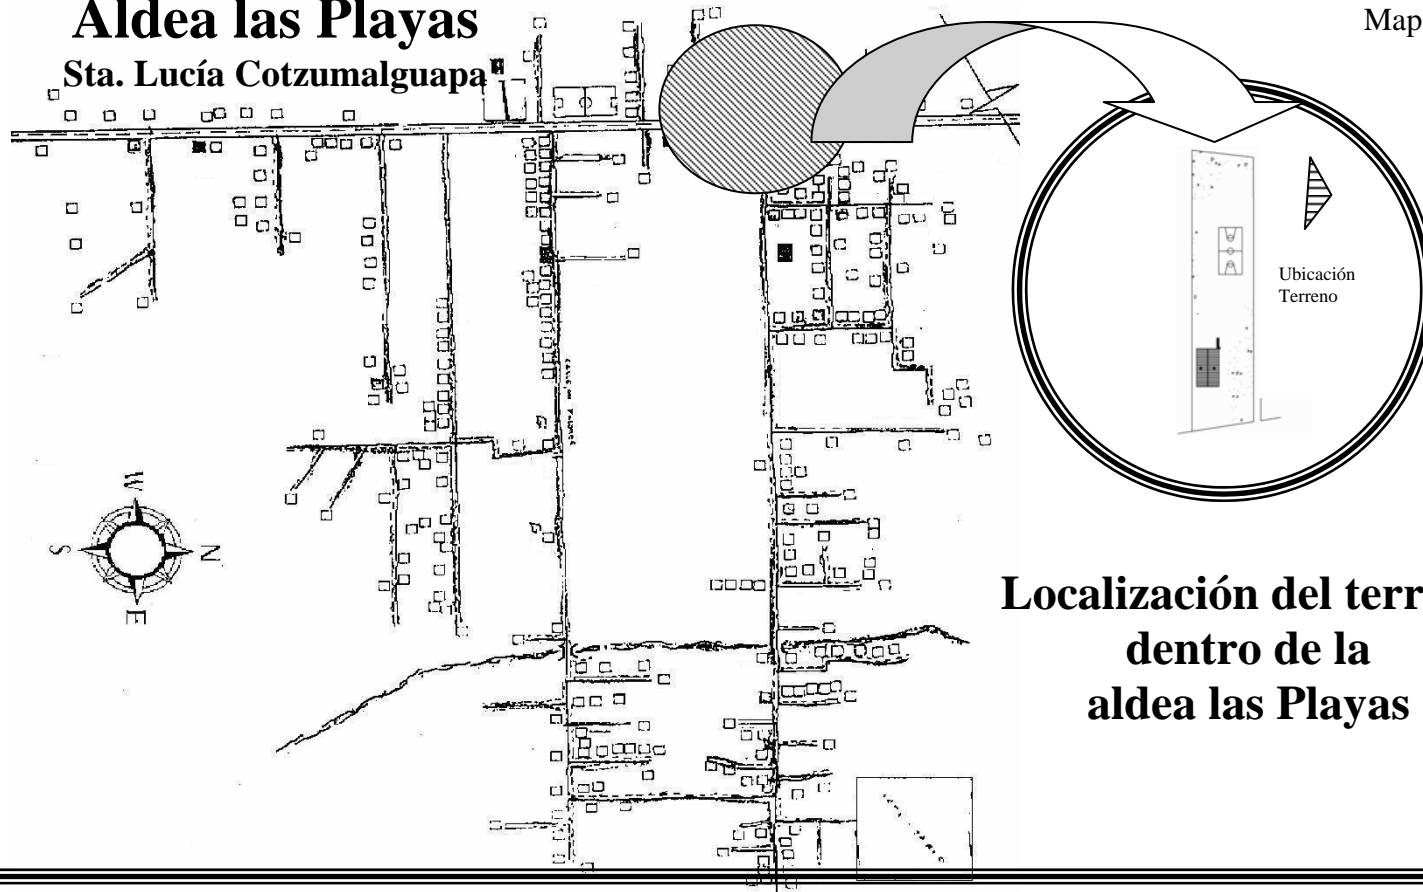 Aldea las Playas
Sta. Lucía Cotzumalguapa
Map
Ubicación
Terreno
W
S
N
E
Localización del terr
dentro de la
aldea las Playas